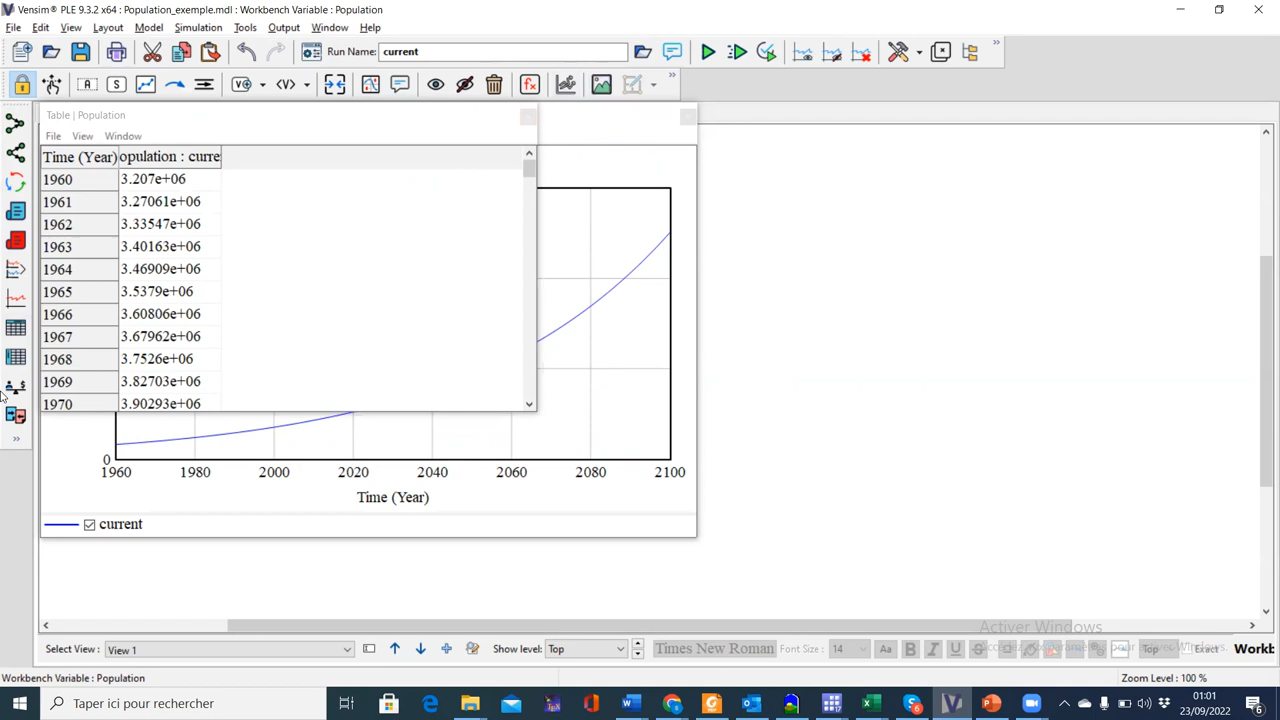 Vensim® PLE 9.3.2 x64 : Population_exemple.mdl : Workbench Variable : Population
File Edit View Layout Model Simulation Tools Output Window Help
Run Name: current
Table | Population
File View Window
Time (Year) opulation : curre
1960 3.207e+06
1961 3.27061e+06
1962 3.33547e+06
1963 3.40163e+06
1964 3.46909e+06
1965 3.5379e+06
1966 3.60806e+06
1967 3.67962e+06
1968 3.7526e+06
1969 3.82703e+06
1970 3.90293e+06
0
1960 1980 2000 2020 2040 2060 2080 2100
Time (Year)
current
Activer Windows
Select View : View 1 Show level: Top Times New Roman Font Size : 14 Aa B I U S Top Exact Workb
Workbench Variable : Population Zoom Level : 100 %
Taper ici pour rechercher
01:01
23/09/2022
6